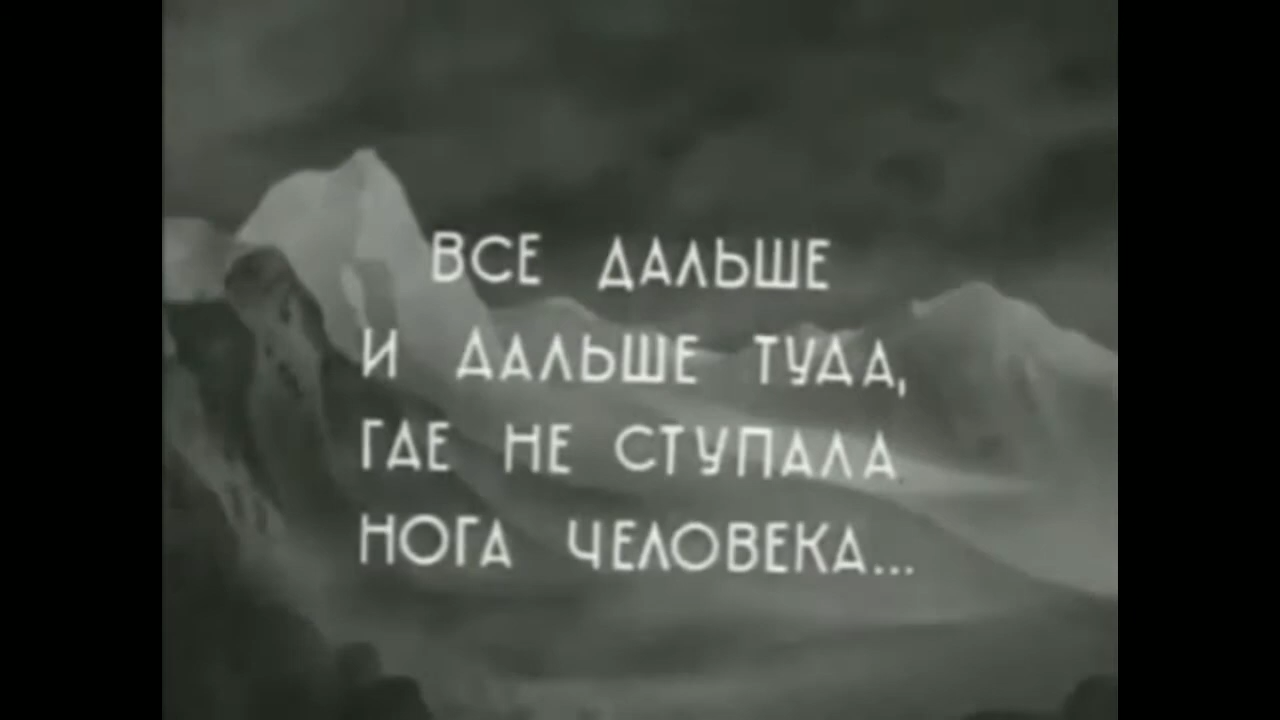 ВСЕ ДАЛЬШЕ
И ДАЛЬШЕ ТУДА,
ГДЕ НЕ СТУПАЛА
НОГА ЧЕЛОВЕКА...